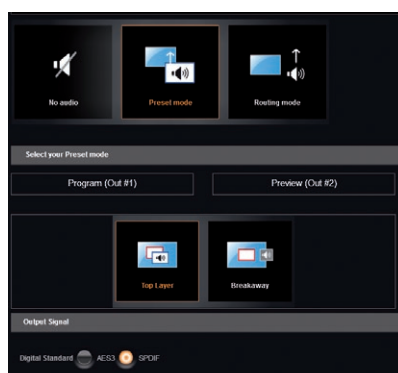 No audio Preset mode Routing mode
Select your Preset mode
Program (Out #1) Preview (Out #2)
Top Layer Breakaway
Output Signal
Digital Standard AES3 SPDIF